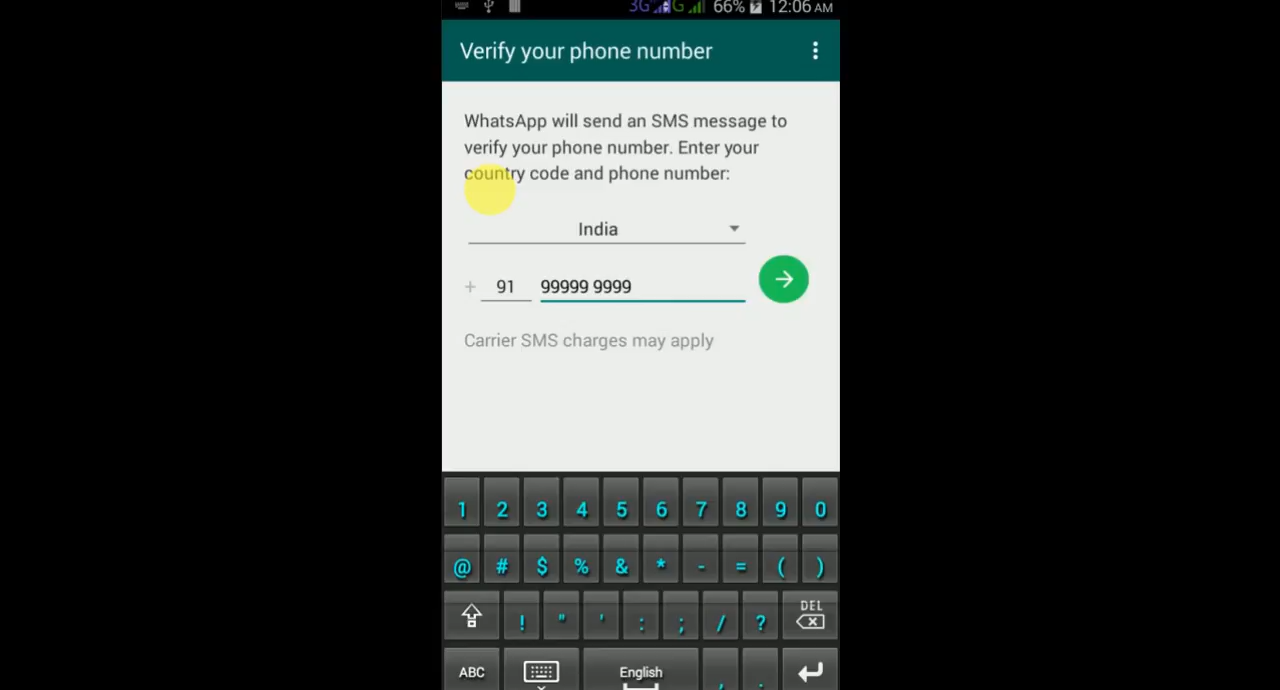 3G G 66% 12:06 AM
Verify your phone number
WhatsApp will send an SMS message to
verify your phone number. Enter your
country code and phone number:
India
+ 91 99999 9999
Carrier SMS charges may apply
1 2 3 4 5 6 7 8 9 0
@ # $ % & * - = ( )
! " ' : ; / ? DEL
ABC English , .